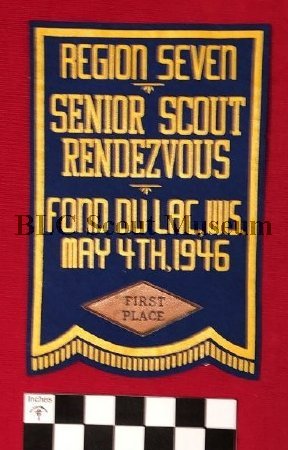 REGION SEVEN
SENIOR SCOUT
RENDEZVOUS
FOND DU LAC, WIS.
BLC Scout Museum
MAY 4TH, 1946
FIRST
PLACE
Inches